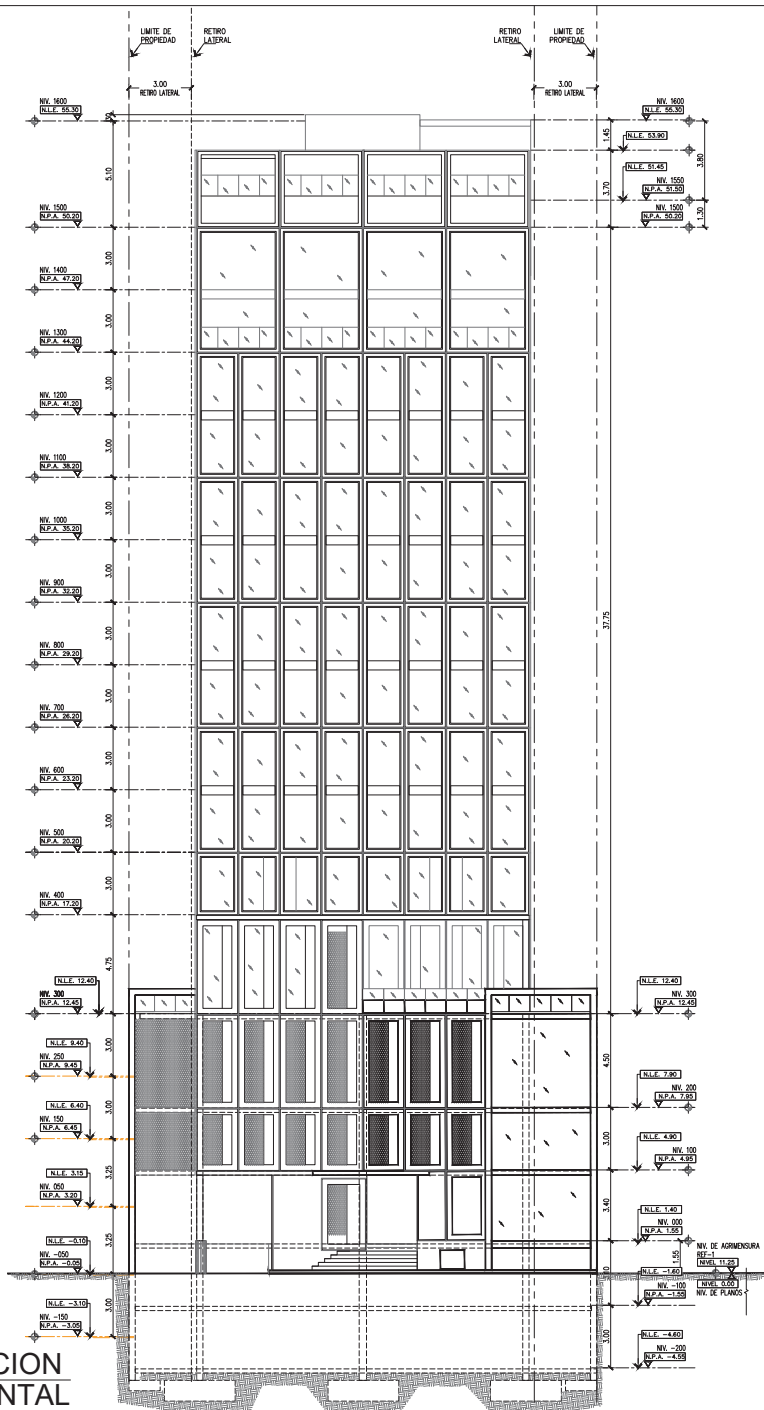 LIMITE DE
PROPIEDAD
RETIRO
LATERAL
RETIRO
LATERAL
LIMITE DE
PROPIEDAD
3.00
RETIRO LATERAL
3.00
RETIRO LATERAL
NIV. 1600
N.L.E. 55.30
5.10
NIV. 1500
N.P.A. 50.20
3.00
NIV. 1400
N.P.A. 47.20
3.00
NIV. 1300
N.P.A. 44.20
3.00
NIV. 1200
N.P.A. 41.20
3.00
NIV. 1100
N.P.A. 38.20
3.00
NIV. 1000
N.P.A. 35.20
3.00
NIV. 900
N.P.A. 32.20
3.00
NIV. 800
N.P.A. 29.20
3.00
NIV. 700
N.P.A. 26.20
3.00
NIV. 600
N.P.A. 23.20
3.00
NIV. 500
N.P.A. 20.20
3.00
NIV. 400
N.P.A. 17.20
4.75
N.L.E. 12.40
NIV. 300
N.P.A. 12.45
3.00
N.L.E. 9.40
NIV. 250
N.P.A. 9.45
3.00
N.L.E. 6.40
NIV. 150
N.P.A. 6.45
3.25
N.L.E. 3.15
NIV. 050
N.P.A. 3.20
3.25
N.L.E. -0.10
NIV. -050
N.P.A. -0.05
3.00
N.L.E. -3.10
NIV. -150
N.P.A. -3.05
NIV. 1600
N.L.E. 55.30
1.45
N.L.E. 53.90
3.80
3.70
N.L.E. 51.45
NIV. 1550
N.P.A. 51.50
NIV. 1500
N.P.A. 50.20
1.30
37.75
N.L.E. 12.40
NIV. 300
N.P.A. 12.45
4.50
N.L.E. 7.90
NIV. 200
N.P.A. 7.95
3.00
N.L.E. 4.90
NIV. 100
N.P.A. 4.95
3.40
N.L.E. 1.40
NIV. 000
N.P.A. 1.55
1.55
NIV. DE AGRIMENSURA
REF-1
NIVEL 11.25
N.L.E. -1.60
NIVEL 0.00
NIV. DE PLANOS
NIV. -100
N.P.A. -1.55
3.00
N.L.E. -4.60
NIV. -200
N.P.A. -4.55
CION
NTAL